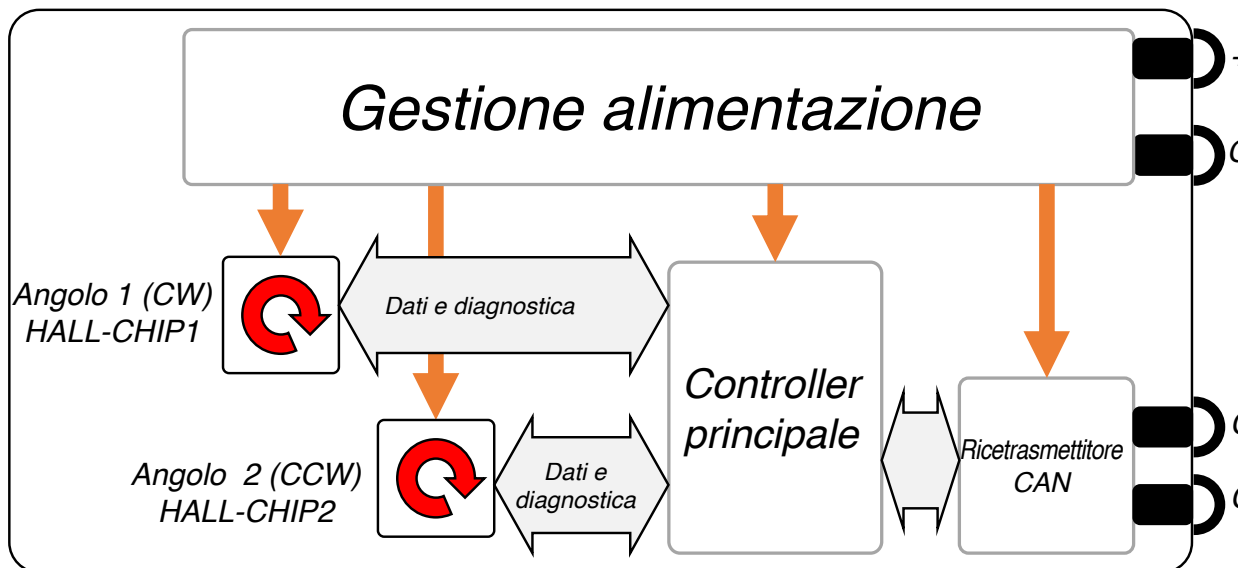 Gestione alimentazione
Angolo 1 (CW)
HALL-CHIP1
Dati e diagnostica
Controller
principale
Ricetrasmettitore
CAN
Angolo 2 (CCW)
HALL-CHIP2
Dati e
diagnostica